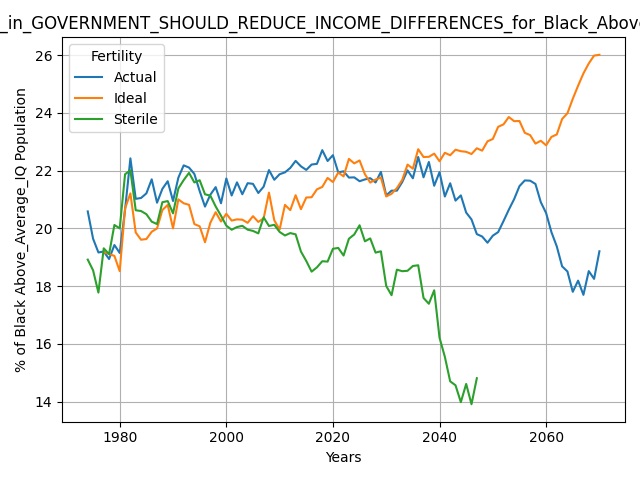 _in_GOVERNMENT_SHOULD_REDUCE_INCOME_DIFFERENCES_for_Black_Above
Fertility
Actual
Ideal
Sterile
% of Black Above_Average_IQ Population
26
24
22
20
18
16
14
1980 2000 2020 2040 2060
Years